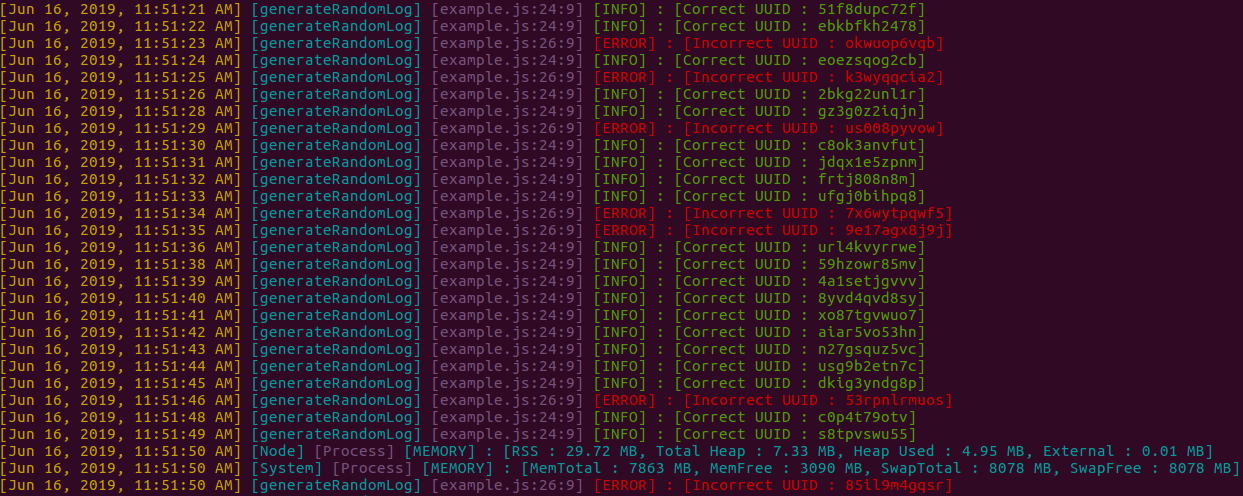 [Jun 16, 2019, 11:51:21 AM] [generateRandomLog] [example.js:24:9] [INFO] : [Correct UUID : 51f8dupc72f]
[Jun 16, 2019, 11:51:22 AM] [generateRandomLog] [example.js:24:9] [INFO] : [Correct UUID : ebkbfkh2478]
[Jun 16, 2019, 11:51:23 AM] [generateRandomLog] [example.js:26:9] [ERROR] : [Incorrect UUID : okwuop6vqb]
[Jun 16, 2019, 11:51:24 AM] [generateRandomLog] [example.js:24:9] [INFO] : [Correct UUID : eoezsqog2cb]
[Jun 16, 2019, 11:51:25 AM] [generateRandomLog] [example.js:26:9] [ERROR] : [Incorrect UUID : k3wyqqcia2]
[Jun 16, 2019, 11:51:26 AM] [generateRandomLog] [example.js:24:9] [INFO] : [Correct UUID : 2bkg22unl1r]
[Jun 16, 2019, 11:51:28 AM] [generateRandomLog] [example.js:24:9] [INFO] : [Correct UUID : gz3g0z2iqjn]
[Jun 16, 2019, 11:51:29 AM] [generateRandomLog] [example.js:26:9] [ERROR] : [Incorrect UUID : us008pyvow]
[Jun 16, 2019, 11:51:30 AM] [generateRandomLog] [example.js:24:9] [INFO] : [Correct UUID : c8ok3anvfut]
[Jun 16, 2019, 11:51:31 AM] [generateRandomLog] [example.js:24:9] [INFO] : [Correct UUID : jdqx1e5zpnm]
[Jun 16, 2019, 11:51:32 AM] [generateRandomLog] [example.js:24:9] [INFO] : [Correct UUID : frtj808n8m]
[Jun 16, 2019, 11:51:33 AM] [generateRandomLog] [example.js:24:9] [INFO] : [Correct UUID : ufgj0bihpq8]
[Jun 16, 2019, 11:51:34 AM] [generateRandomLog] [example.js:26:9] [ERROR] : [Incorrect UUID : 7x6wytpqwf5]
[Jun 16, 2019, 11:51:35 AM] [generateRandomLog] [example.js:26:9] [ERROR] : [Incorrect UUID : 9e17agx8j9j]
[Jun 16, 2019, 11:51:36 AM] [generateRandomLog] [example.js:24:9] [INFO] : [Correct UUID : url4kvyrrwe]
[Jun 16, 2019, 11:51:38 AM] [generateRandomLog] [example.js:24:9] [INFO] : [Correct UUID : 59hzowr85mv]
[Jun 16, 2019, 11:51:39 AM] [generateRandomLog] [example.js:24:9] [INFO] : [Correct UUID : 4a1setjgvvv]
[Jun 16, 2019, 11:51:40 AM] [generateRandomLog] [example.js:24:9] [INFO] : [Correct UUID : 8yvd4qvd8sy]
[Jun 16, 2019, 11:51:41 AM] [generateRandomLog] [example.js:24:9] [INFO] : [Correct UUID : xo87tgvwuo7]
[Jun 16, 2019, 11:51:42 AM] [generateRandomLog] [example.js:24:9] [INFO] : [Correct UUID : aiar5vo53hn]
[Jun 16, 2019, 11:51:43 AM] [generateRandomLog] [example.js:24:9] [INFO] : [Correct UUID : n27gsquz5vc]
[Jun 16, 2019, 11:51:44 AM] [generateRandomLog] [example.js:24:9] [INFO] : [Correct UUID : usg9b2etn7c]
[Jun 16, 2019, 11:51:45 AM] [generateRandomLog] [example.js:24:9] [INFO] : [Correct UUID : dkig3yndg8p]
[Jun 16, 2019, 11:51:46 AM] [generateRandomLog] [example.js:26:9] [ERROR] : [Incorrect UUID : 53rpnlrmuos]
[Jun 16, 2019, 11:51:48 AM] [generateRandomLog] [example.js:24:9] [INFO] : [Correct UUID : c0p4t79otv]
[Jun 16, 2019, 11:51:49 AM] [generateRandomLog] [example.js:24:9] [INFO] : [Correct UUID : s8tpvswu55]
[Jun 16, 2019, 11:51:50 AM] [Node] [Process] [MEMORY] : [RSS : 29.72 MB, Total Heap : 7.33 MB, Heap Used : 4.95 MB, External : 0.01 MB]
[Jun 16, 2019, 11:51:50 AM] [System] [Process] [MEMORY] : [MemTotal : 7863 MB, MemFree : 3090 MB, SwapTotal : 8078 MB, SwapFree : 8078 MB]
[Jun 16, 2019, 11:51:50 AM] [generateRandomLog] [example.js:26:9] [ERROR] : [Incorrect UUID : 85il9m4gqsr]